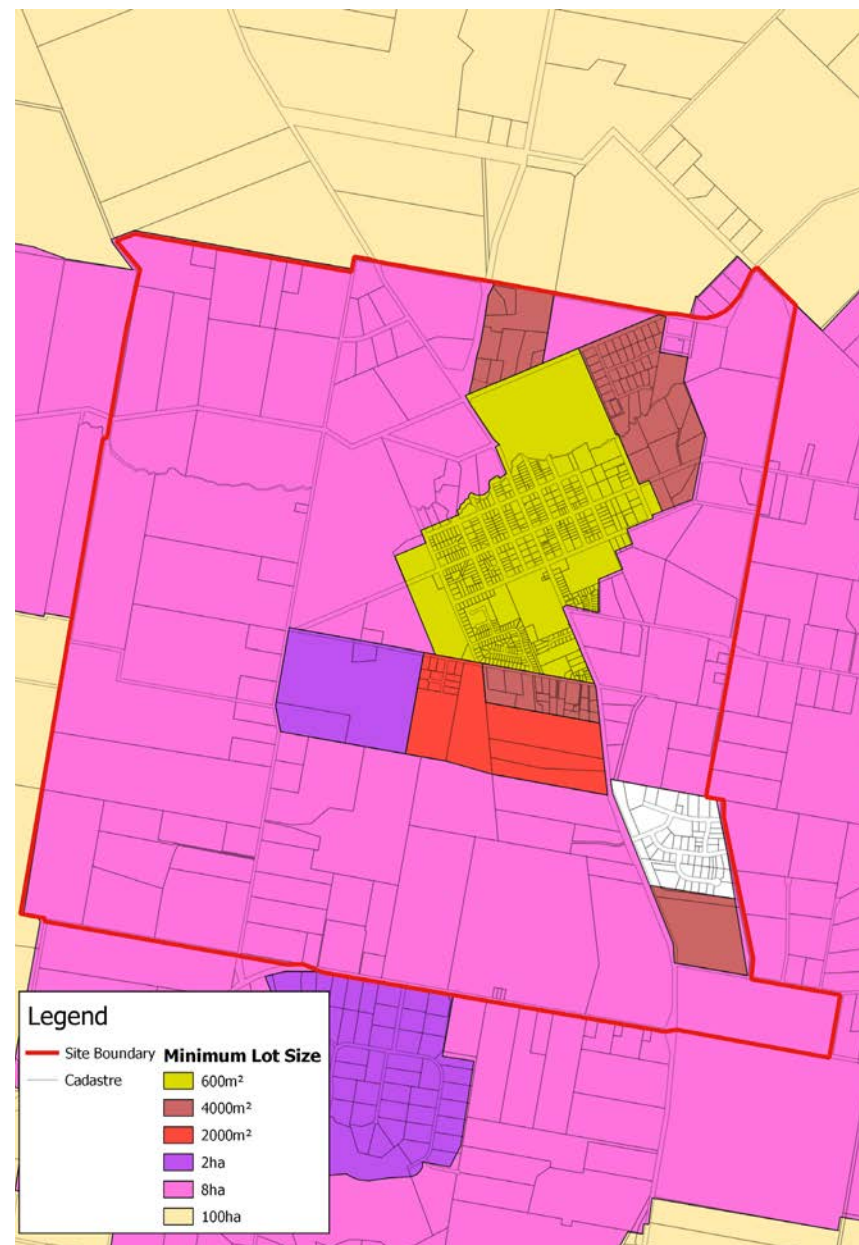 Legend
Site Boundary
Cadastre
Minimum Lot Size
600m²
4000m²
2000m²
2ha
8ha
100ha